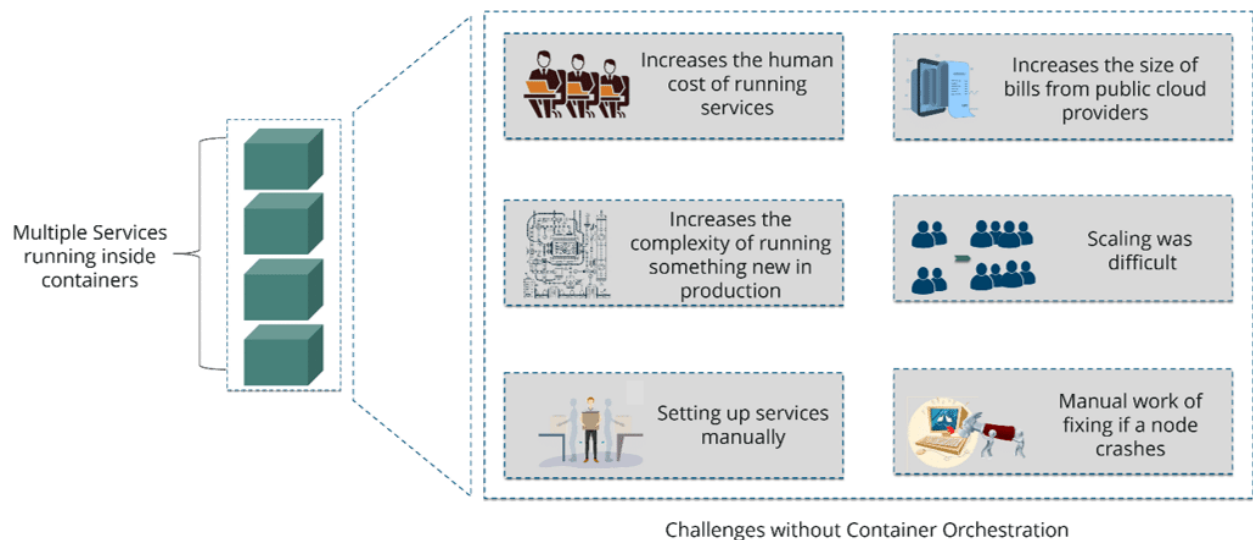 Multiple Services
running inside
containers
Increases the human
cost of running
services
Increases the size of
bills from public cloud
providers
Increases the
complexity of running
something new in
production
Scaling was
difficult
Setting up services
manually
Manual work of
fixing if a node
crashes
Challenges without Container Orchestration